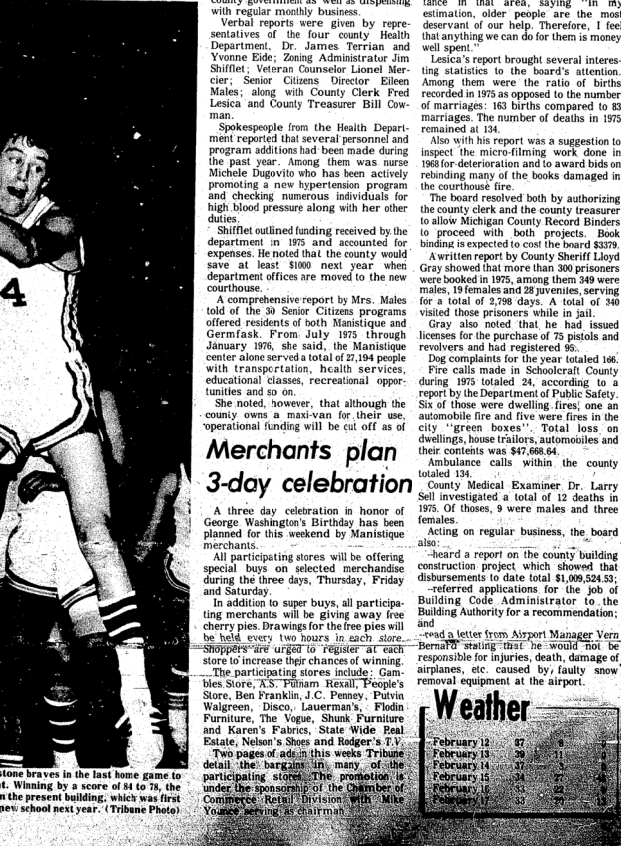 4
stone braves in the last home game to
t. Winning by a score of 84 to 78, the
n the present building, which was first
new school next year. (Tribune Photo)
county government as well as dispensing
with regular monthly business.
Verbal reports were given by repre-
sentatives of the four county Health
Department, Dr. James Terrian and
Yvonne Eide; Zoning Administrator Jim
Shifflet; Veteran Counselor Lionel Mer-
cier; Senior Citizens Director Eileen
Males; along with County Clerk Fred
Lesica and County Treasurer Bill Cow-
man.
Spokespeople from the Health Depart-
ment reported that several personnel and
program additions had been made during
the past year. Among them was nurse
Michele Dugovito who has been actively
promoting a new hypertension program
and checking numerous individuals for
high blood pressure along with her other
duties.
Shifflet outlined funding received by the
department in 1975 and accounted for
expenses. He noted that the county would
save at least $1000 next year when
department offices are moved to the new
courthouse.
A comprehensive report by Mrs. Males
told of the 30 Senior Citizens programs
offered residents of both Manistique and
Germfask. From July 1975 through
January 1976, she said, the Manistique
center alone served a total of 27,194 people
with transportation, health services,
educational classes, recreational oppor-
tunities and so on.
She noted, however, that although the
county owns a maxi-van for their use,
operational funding will be cut off as of
Merchants plan
3-day celebration
A three day celebration in honor of
George Washington's Birthday has been
planned for this weekend by Manistique
merchants.
All participating stores will be offering
special buys on selected merchandise
during the three days, Thursday, Friday
and Saturday.
In addition to super buys, all participa-
ting merchants will be giving away free
cherry pies. Drawings for the free pies will
be held every two hours in each store.
Shoppers are urged to register at each
store to increase their chances of winning.
The participating stores include: Gam-
bles Store, A.S. Putnam Rexall, People's
Store, Ben Franklin, J.C. Penney, Putvin
Walgreen, Disco, Lauerman's, Flodin
Furniture, The Vogue, Shunk Furniture
and Karen's Fabrics, State Wide Real
Estate, Nelson's Shoes and Rodger's T.V.
Two pages of ads in this weeks Tribune
detail the bargains in many of the
participating stores. The promotion is
under the sponsorship of the Chamber of
Commerce Retail Division with Mike
Younce serving as chairman.
tance in that area, saying "In my
estimation, older people are the most
deservant of our help. Therefore, I feel
that anything we can do for them is money
well spent."
Lesica's report brought several interes-
ting statistics to the board's attention.
Among them were the ratio of births
recorded in 1975 as opposed to the number
of marriages: 163 births compared to 83
marriages. The number of deaths in 1975
remained at 134.
Also with his report was a suggestion to
inspect the micro-filming work done in
1968 for deterioration and to award bids on
rebinding many of the books damaged in
the courthouse fire.
The board resolved both by authorizing
the county clerk and the county treasurer
to allow Michigan County Record Binders
to proceed with both projects. Book
binding is expected to cost the board $3379.
A written report by County Sheriff Lloyd
Gray showed that more than 300 prisoners
were booked in 1975, among them 349 were
males, 19 females and 28 juveniles, serving
for a total of 2,798 days. A total of 340
visited those prisoners while in jail.
Gray also noted that he had issued
licenses for the purchase of 75 pistols and
revolvers and had registered 95.
Dog complaints for the year totaled 166.
Fire calls made in Schoolcraft County
during 1975 totaled 24, according to a
report by the Department of Public Safety.
Six of those were dwelling fires; one an
automobile fire and five were fires in the
city "green boxes". Total loss on
dwellings, house trailors, automobiles and
their contents was $47,668.64.
Ambulance calls within the county
totaled 134.
County Medical Examiner Dr. Larry
Sell investigated a total of 12 deaths in
1975. Of thoses, 9 were males and three
females.
Acting on regular business, the board
also:
--heard a report on the county building
construction project which showed that
disbursements to date total $1,009,524.53;
--referred applications for the job of
Building Code Administrator to the
Building Authority for a recommendation;
and
--read a letter from Airport Manager Vern
Bernard stating that he would not be
responsible for injuries, death, damage of
airplanes, etc. caused by faulty snow
removal equipment at the airport.
Weather
February 12 37
February 13 39 11
February 14 37
February 15 34 27
February 16 22
February 17